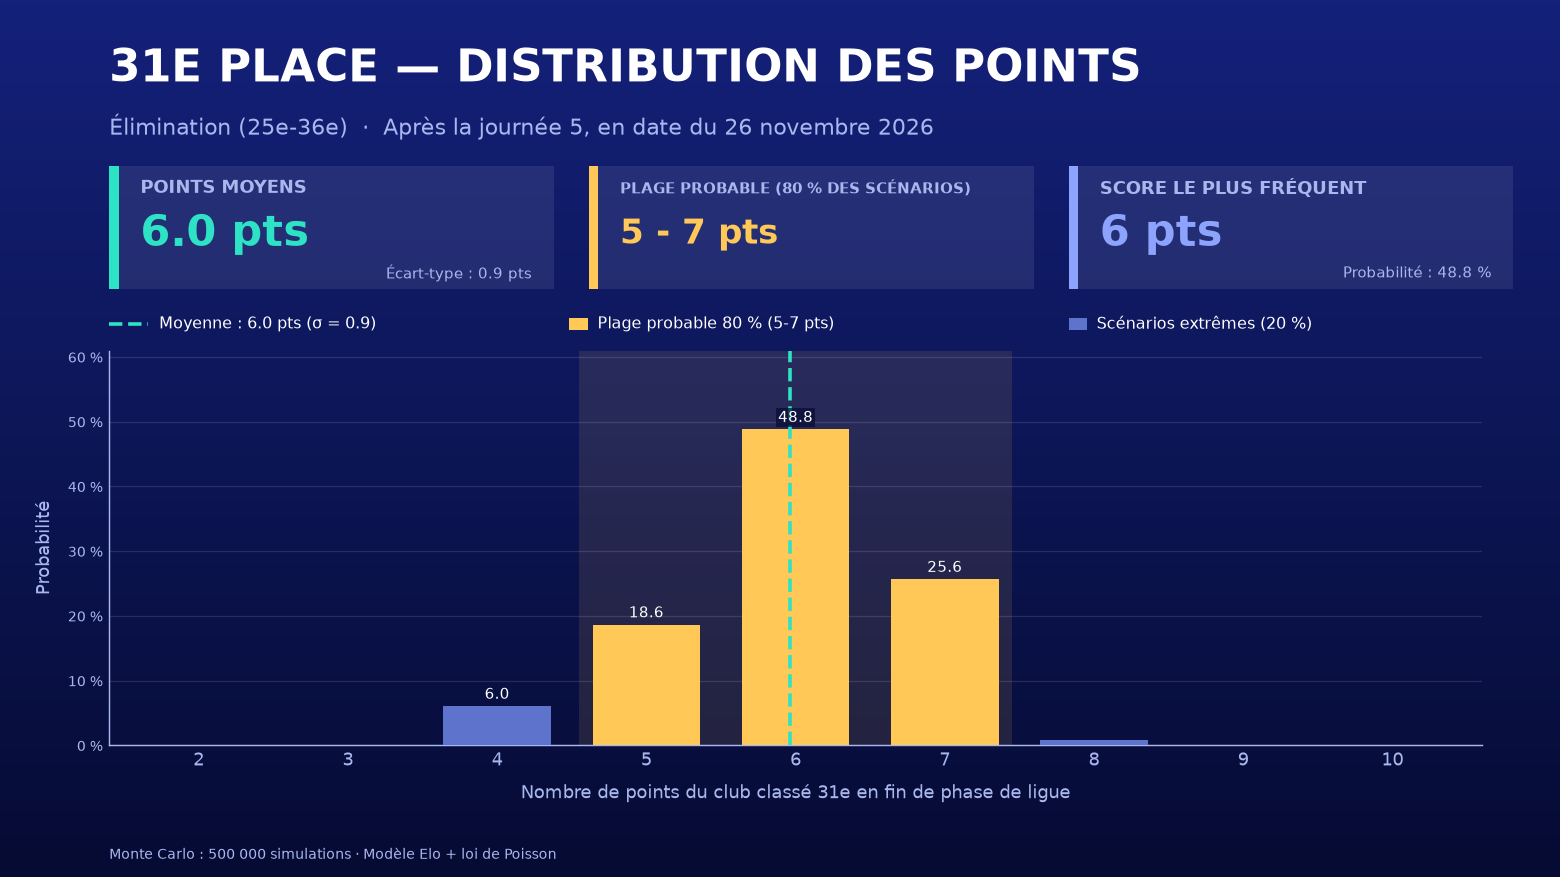 31E PLACE — DISTRIBUTION DES POINTS
Élimination (25e-36e) · Après la journée 5, en date du 26 novembre 2026
POINTS MOYENS
6.0 pts
Écart-type : 0.9 pts
PLAGE PROBABLE (80 % DES SCÉNARIOS)
5 - 7 pts
SCORE LE PLUS FRÉQUENT
6 pts
Probabilité : 48.8 %
Moyenne : 6.0 pts (σ = 0.9)
Plage probable 80 % (5-7 pts)
Scénarios extrêmes (20 %)
Probabilité
60 %
50 %
40 %
30 %
20 %
10 %
0 %
6.0
18.6
48.8
25.6
2 3 4 5 6 7 8 9 10
Nombre de points du club classé 31e en fin de phase de ligue
Monte Carlo : 500 000 simulations · Modèle Elo + loi de Poisson